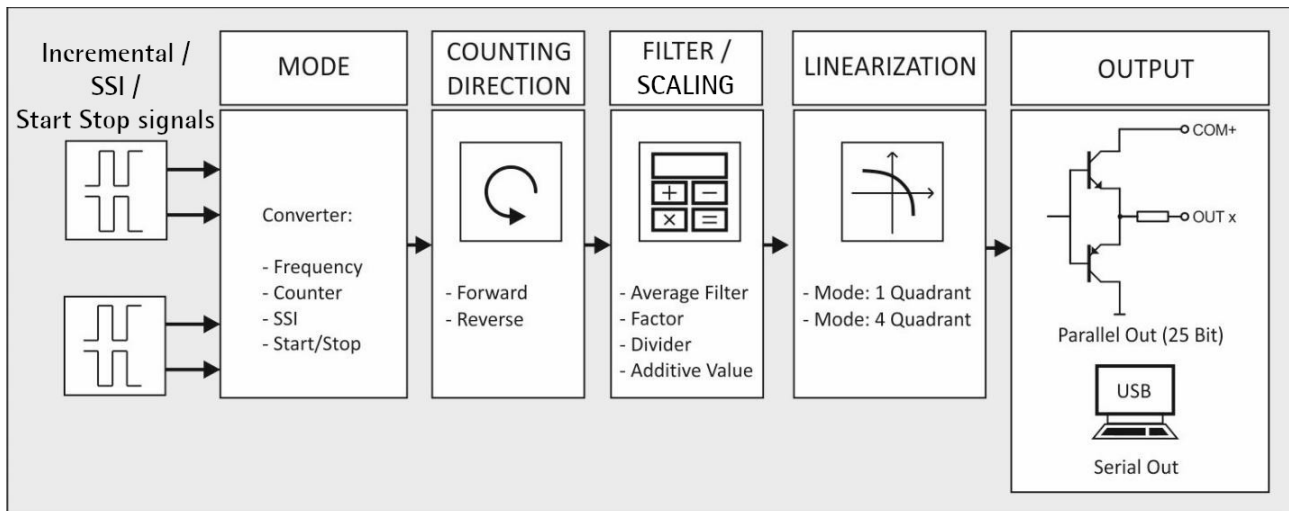 Incremental /
SSI /
Start Stop signals
MODE
Converter:
- Frequency
- Counter
- SSI
- Start/Stop
COUNTING
DIRECTION
- Forward
- Reverse
FILTER /
SCALING
+ −
× =
- Average Filter
- Factor
- Divider
- Additive Value
LINEARIZATION
- Mode: 1 Quadrant
- Mode: 4 Quadrant
OUTPUT
COM+
OUT x
Parallel Out (25 Bit)
USB
Serial Out